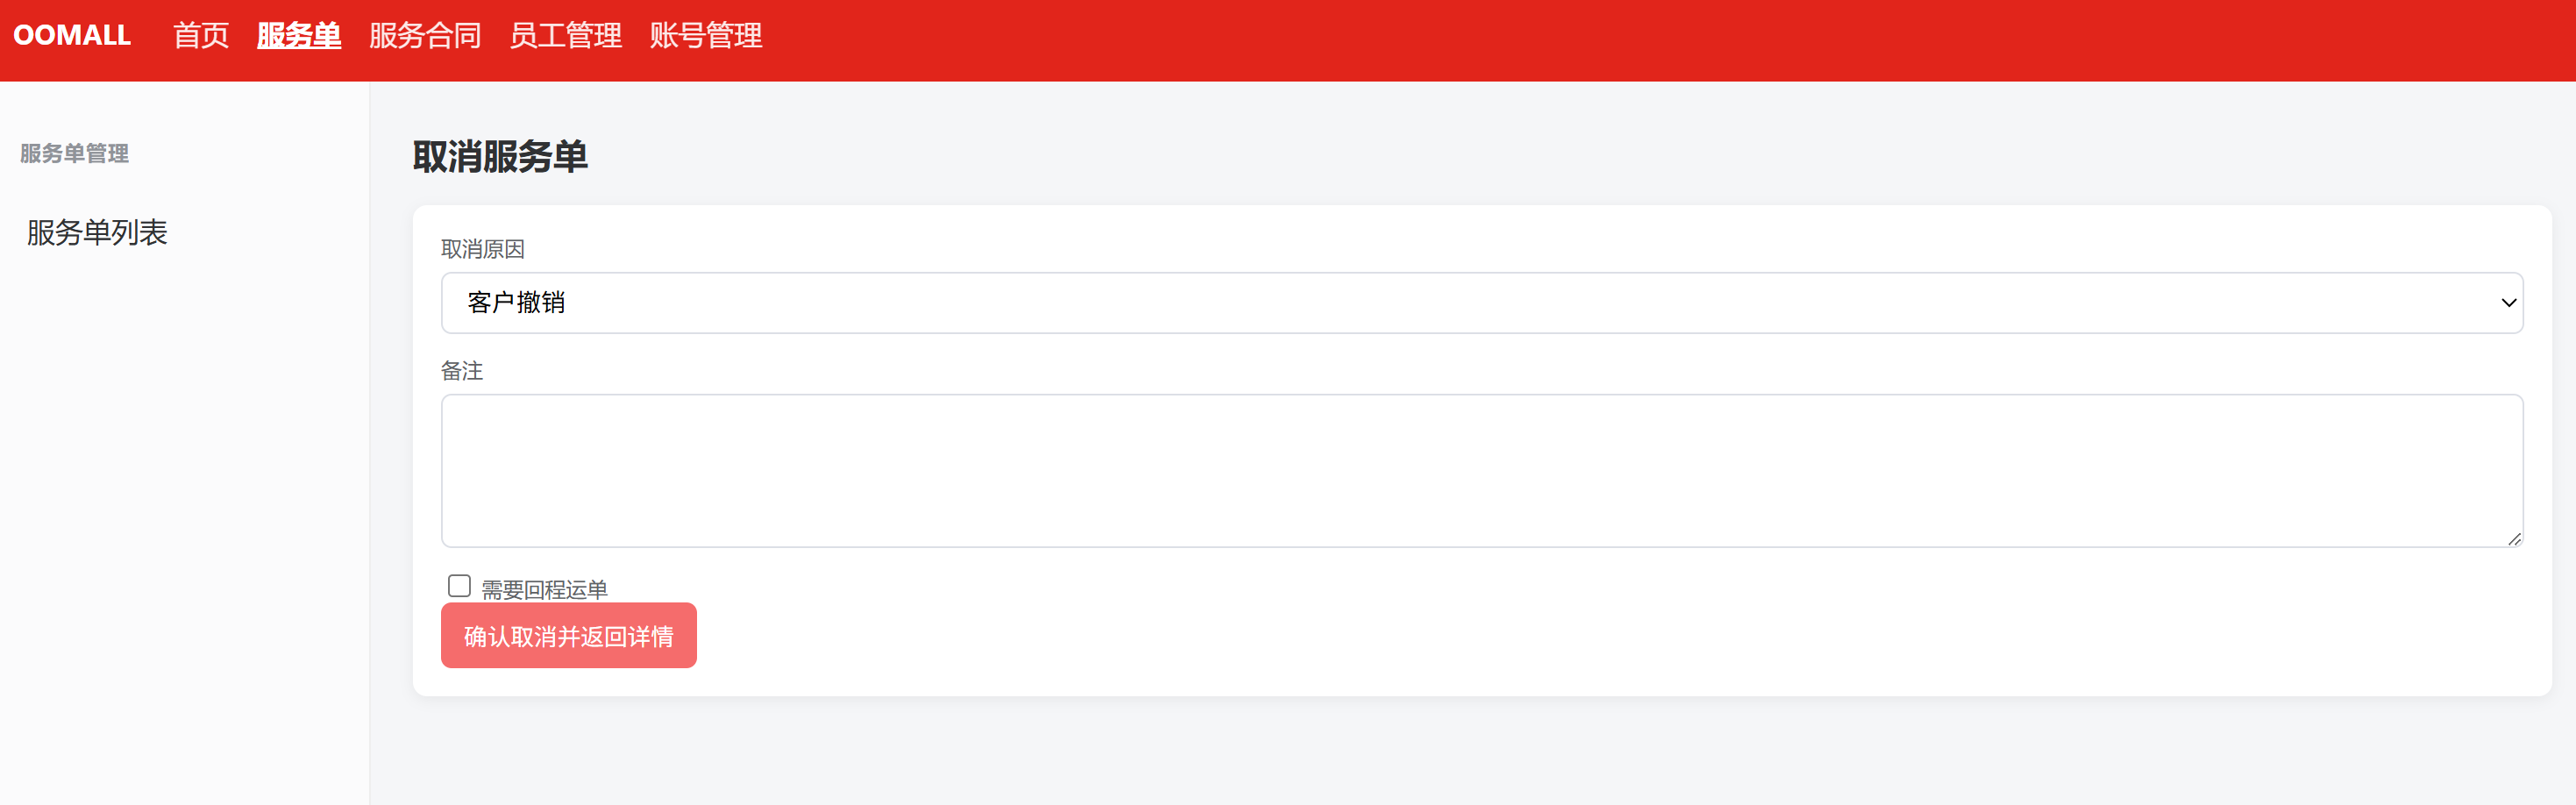 OOMALL 首页 服务单 服务合同 员工管理 账号管理
服务单管理
服务单列表
取消服务单
取消原因
客户撤销
备注
需要回程运单
确认取消并返回详情